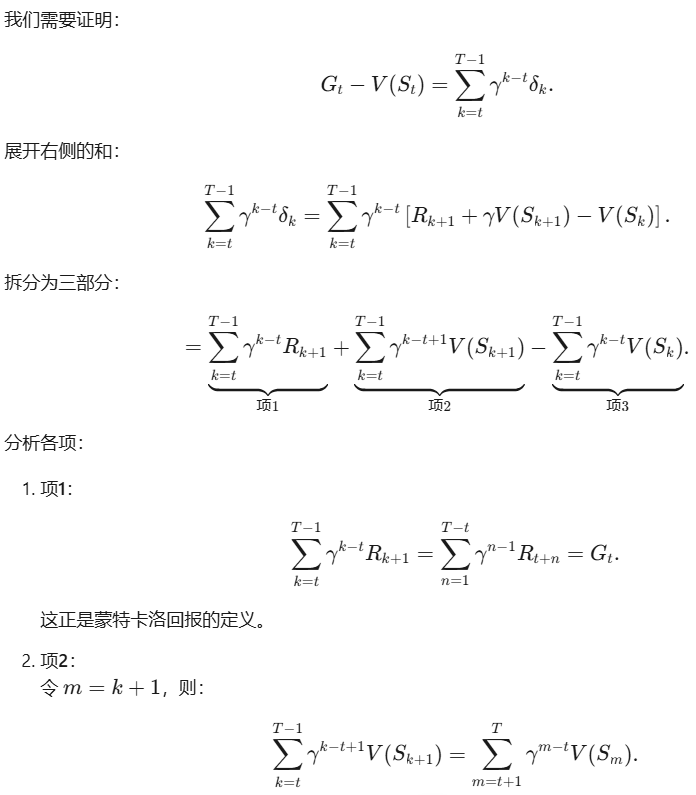 我们需要证明：
$$G_t - V(S_t) = \sum_{k=t}^{T-1} \gamma^{k-t} \delta_k.$$
展开右侧的和：
$$\sum_{k=t}^{T-1} \gamma^{k-t} \delta_k = \sum_{k=t}^{T-1} \gamma^{k-t} \left[ R_{k+1} + \gamma V(S_{k+1}) - V(S_k) \right].$$
拆分为三部分：
$$= \underbrace{\sum_{k=t}^{T-1} \gamma^{k-t} R_{k+1}}_{\text{项1}} + \underbrace{\sum_{k=t}^{T-1} \gamma^{k-t+1} V(S_{k+1})}_{\text{项2}} - \underbrace{\sum_{k=t}^{T-1} \gamma^{k-t} V(S_k)}_{\text{项3}}.$$
分析各项：
1. 项1：
$$\sum_{k=t}^{T-1} \gamma^{k-t} R_{k+1} = \sum_{n=1}^{T-t} \gamma^{n-1} R_{t+n} = G_t.$$
这正是蒙特卡洛回报的定义。
2. 项2：
令 $m = k + 1$，则：
$$\sum_{k=t}^{T-1} \gamma^{k-t+1} V(S_{k+1}) = \sum_{m=t+1}^{T} \gamma^{m-t} V(S_m).$$